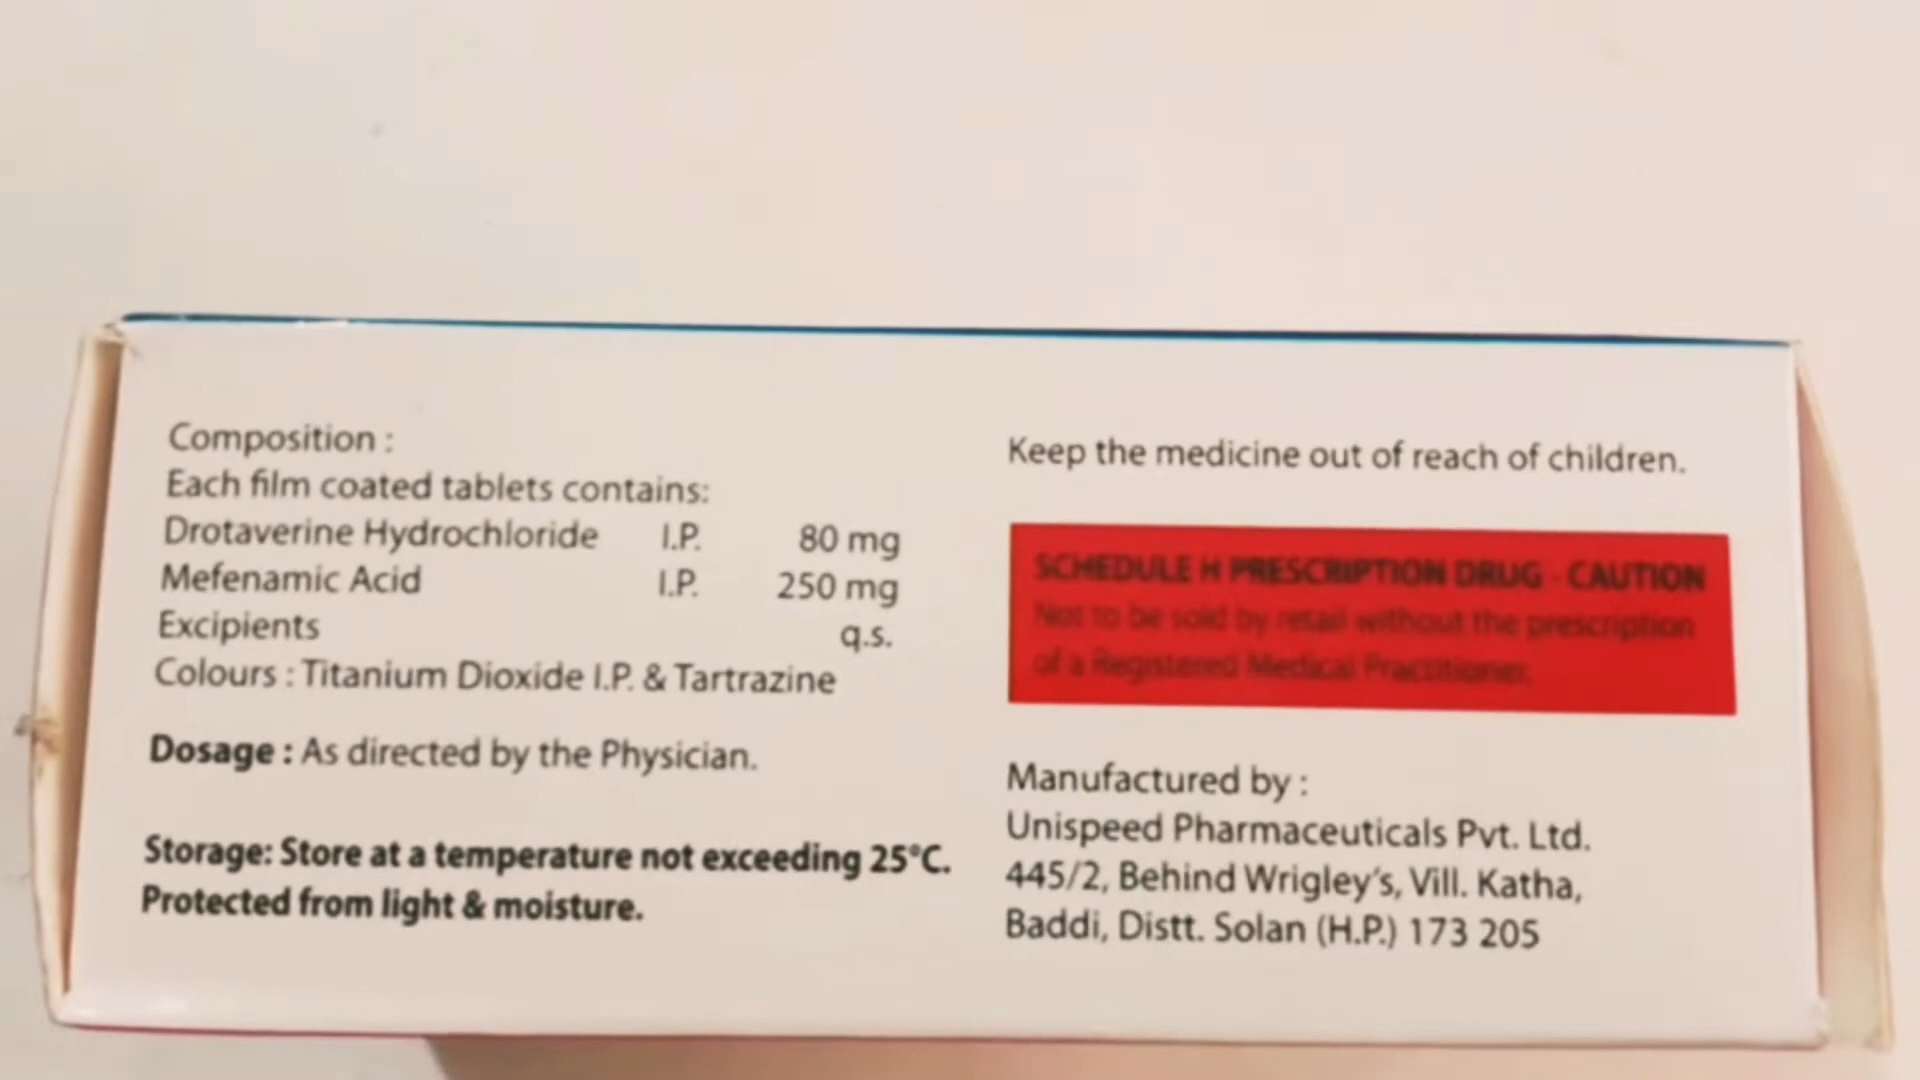 Composition :
Each film coated tablets contains:
Drotaverine Hydrochloride I.P. 80 mg
Mefenamic Acid I.P. 250 mg
Excipients q.s.
Colours : Titanium Dioxide I.P. & Tartrazine
Dosage : As directed by the Physician.
Storage: Store at a temperature not exceeding 25°C.
Protected from light & moisture.
Keep the medicine out of reach of children.
SCHEDULE H PRESCRIPTION DRUG - CAUTION
Not to be sold by retail without the prescription
of a Registered Medical Practitioner.
Manufactured by :
Unispeed Pharmaceuticals Pvt. Ltd.
445/2, Behind Wrigley's, Vill. Katha,
Baddi, Distt. Solan (H.P.) 173 205